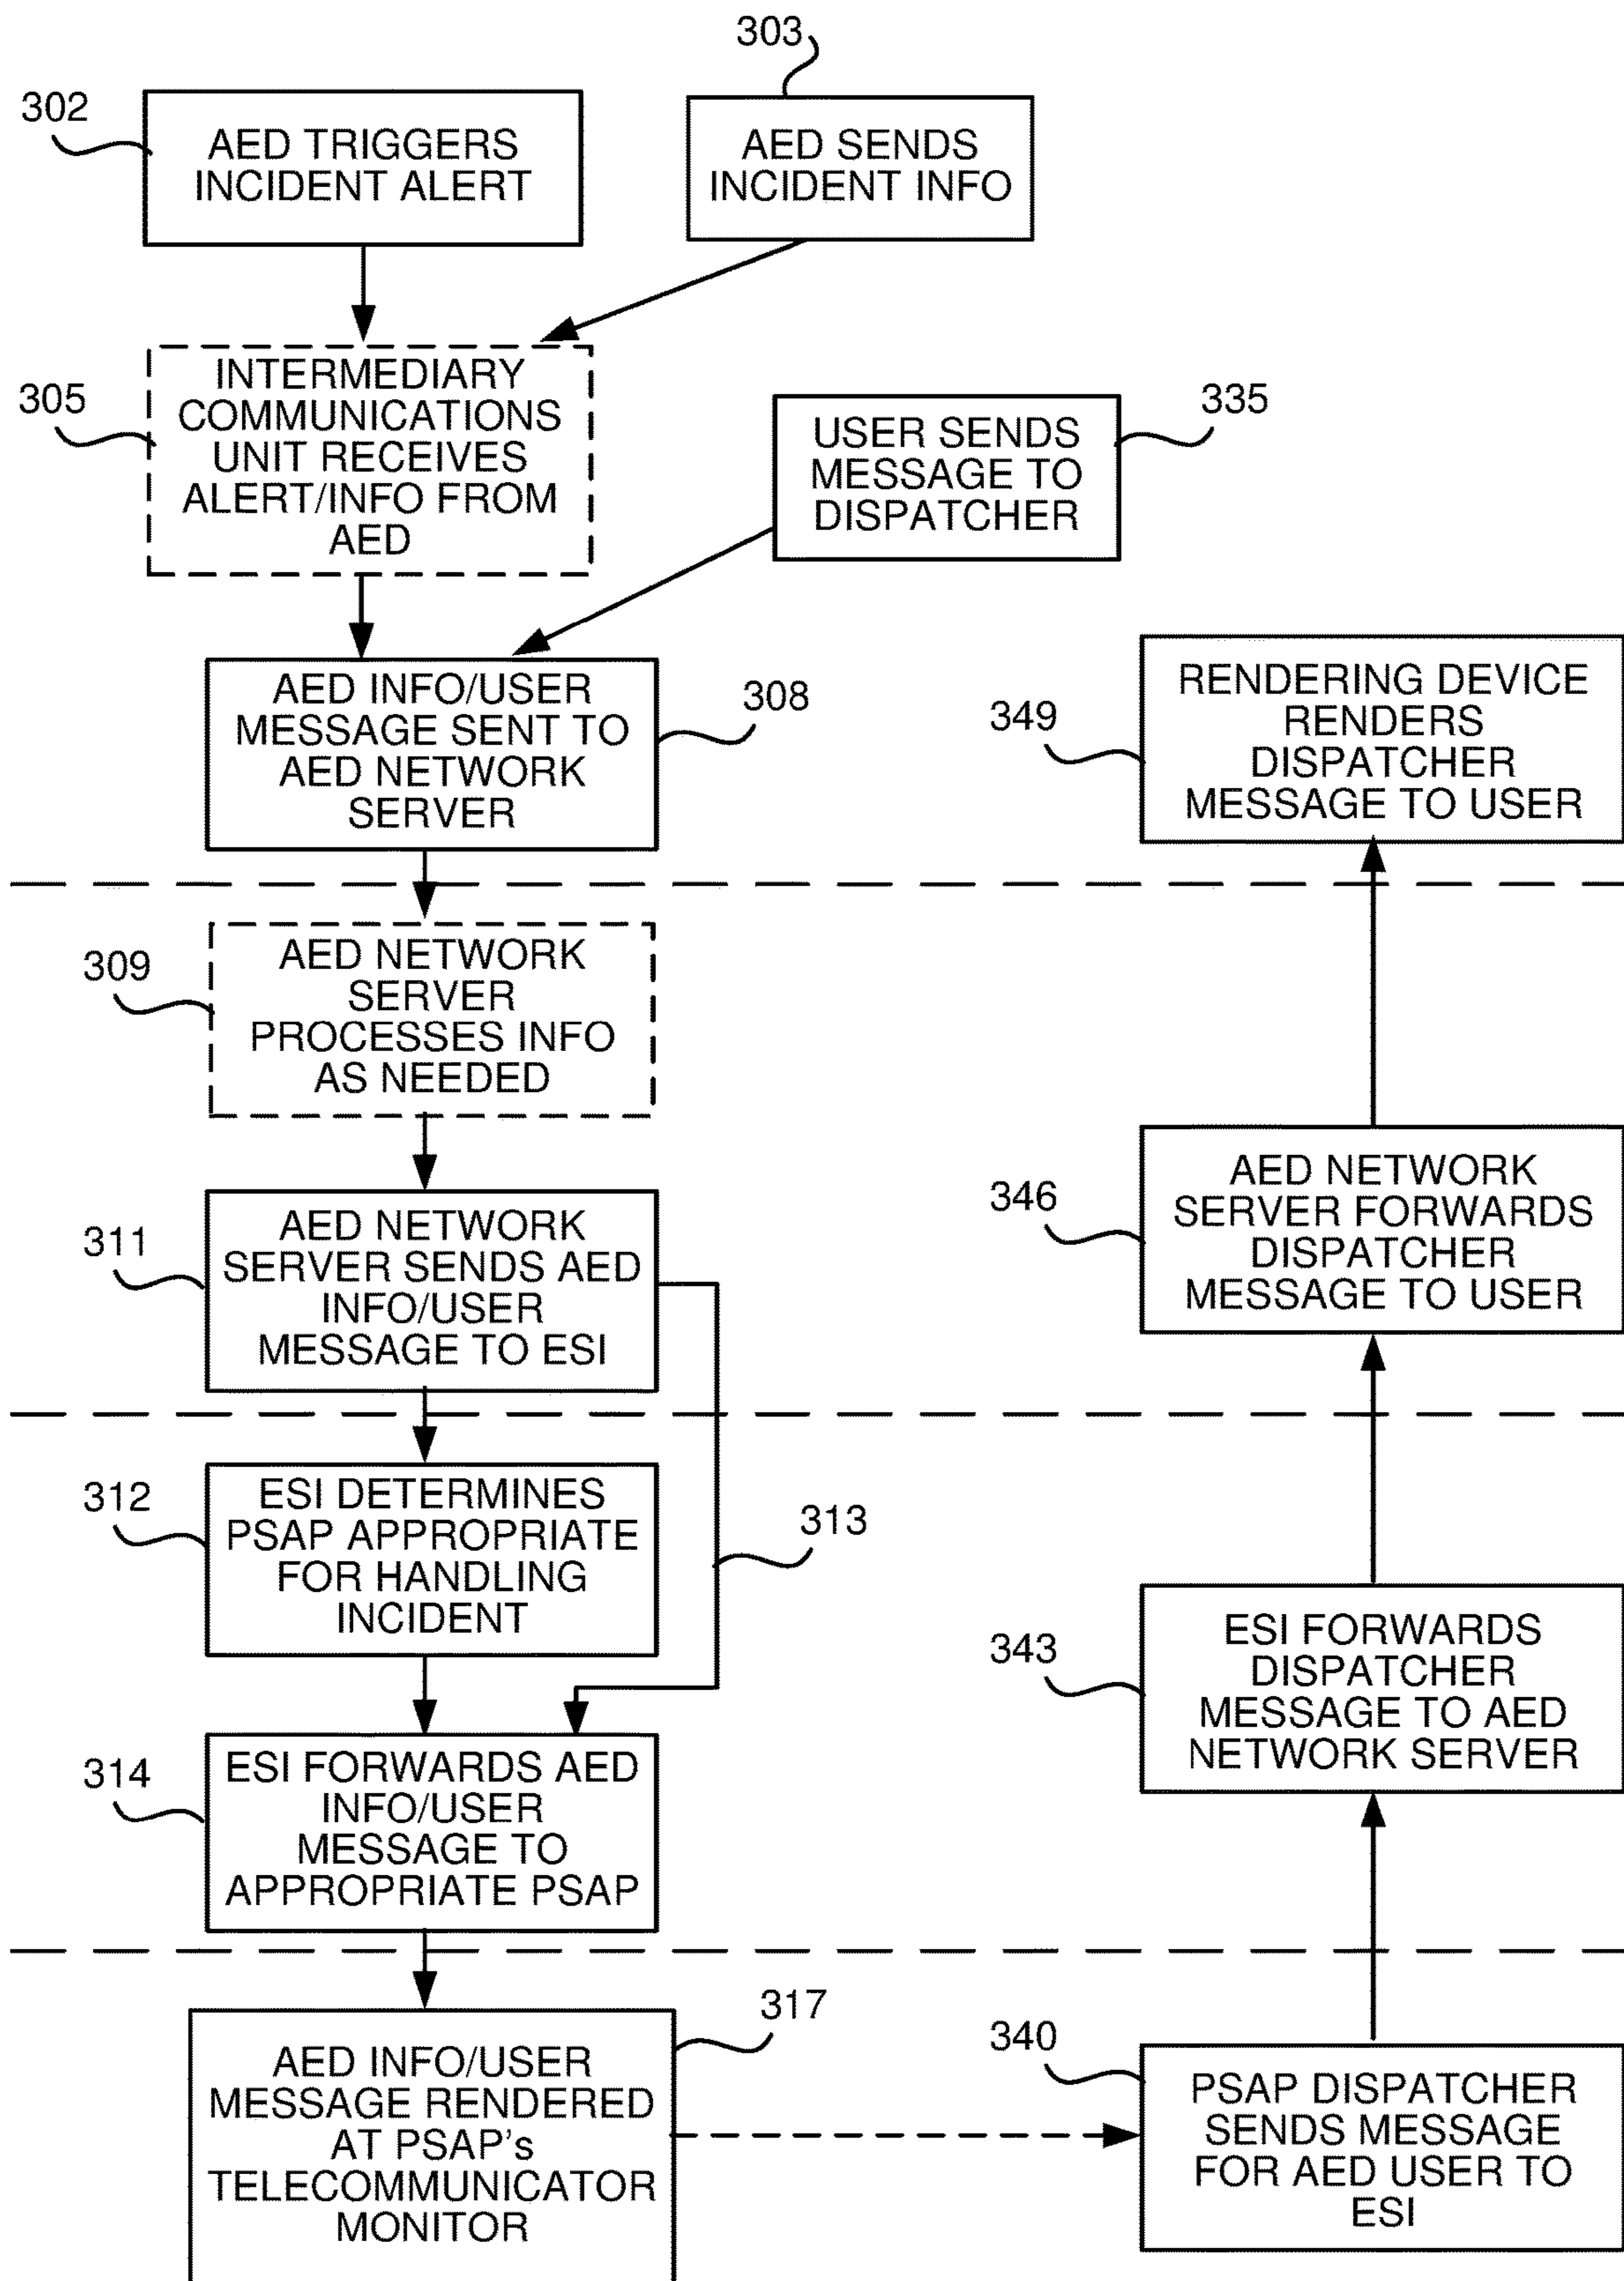 303
302
AED TRIGGERS
INCIDENT ALERT
AED SENDS
INCIDENT INFO
305
INTERMEDIARY
COMMUNICATIONS
UNIT RECEIVES
ALERT/INFO FROM
AED
335
USER SENDS
MESSAGE TO
DISPATCHER
308
AED INFO/USER
MESSAGE SENT TO
AED NETWORK
SERVER
349
RENDERING DEVICE
RENDERS
DISPATCHER
MESSAGE TO USER
309
AED NETWORK
SERVER
PROCESSES INFO
AS NEEDED
311
AED NETWORK
SERVER SENDS AED
INFO/USER
MESSAGE TO ESI
346
AED NETWORK
SERVER FORWARDS
DISPATCHER
MESSAGE TO USER
312
ESI DETERMINES
PSAP APPROPRIATE
FOR HANDLING
INCIDENT
313
343
ESI FORWARDS
DISPATCHER
MESSAGE TO AED
NETWORK SERVER
314
ESI FORWARDS AED
INFO/USER
MESSAGE TO
APPROPRIATE PSAP
317
AED INFO/USER
MESSAGE RENDERED
AT PSAP's
TELECOMMUNICATOR
MONITOR
340
PSAP DISPATCHER
SENDS MESSAGE
FOR AED USER TO
ESI